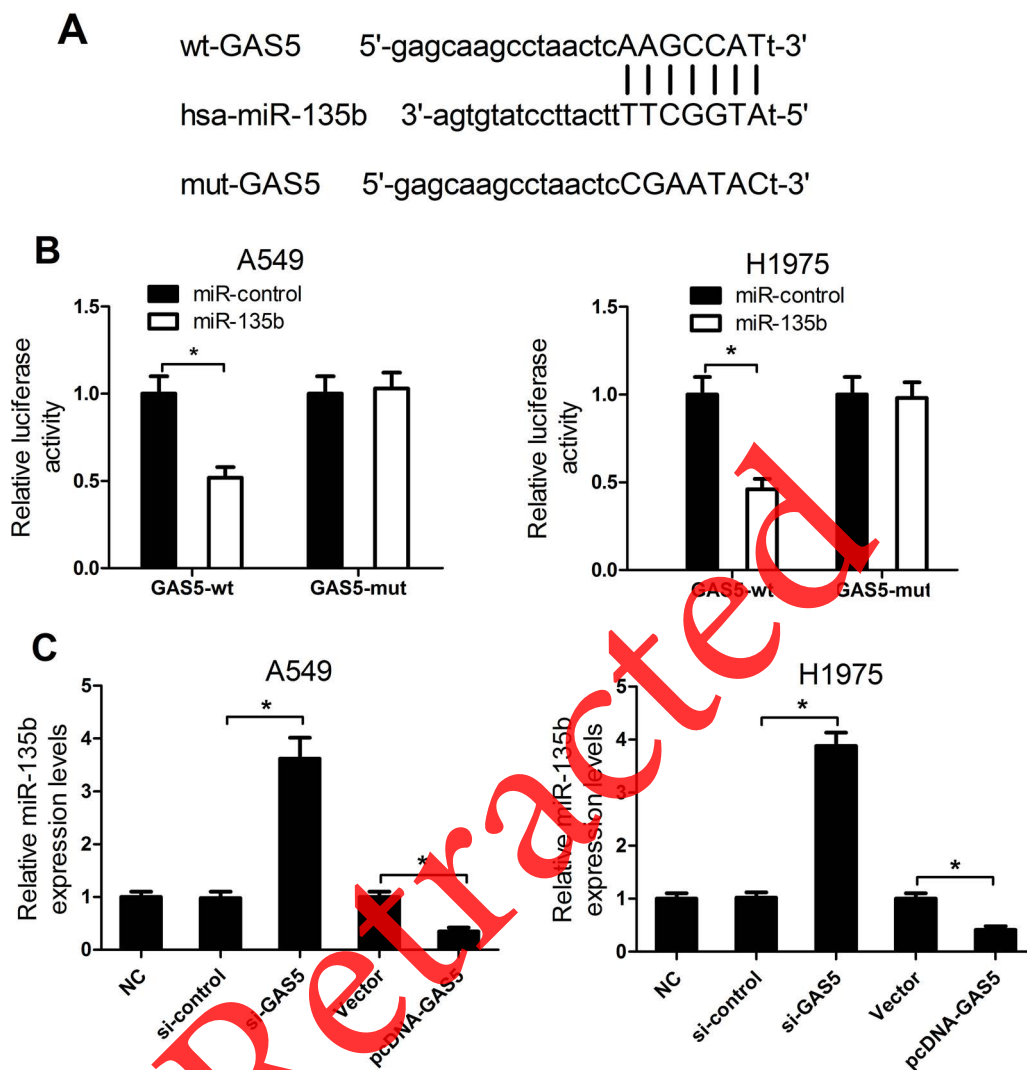 A
wt-GAS5 5'-gagcaagcctaactcAAGCCATt-3'
hsa-miR-135b 3'-agtgtatccttacttTTCGGTAt-5'
mut-GAS5 5'-gagcaagcctaactcCGAATACt-3'
B
A549
miR-control
miR-135b
Relative luciferase
activity
1.5
1.0
0.5
0.0
*
GAS5-wt GAS5-mut
H1975
miR-control
miR-135b
Relative luciferase
activity
1.5
1.0
0.5
0.0
*
GAS5-wt GAS5-mut
C
A549
Relative miR-135b
expression levels
5
4
3
2
1
0
*
*
NC
si-control
si-GAS5
Vector
pcDNA-GAS5
H1975
Relative miR-135b
expression levels
5
4
3
2
1
0
*
*
NC
si-control
si-GAS5
Vector
pcDNA-GAS5
Retracted